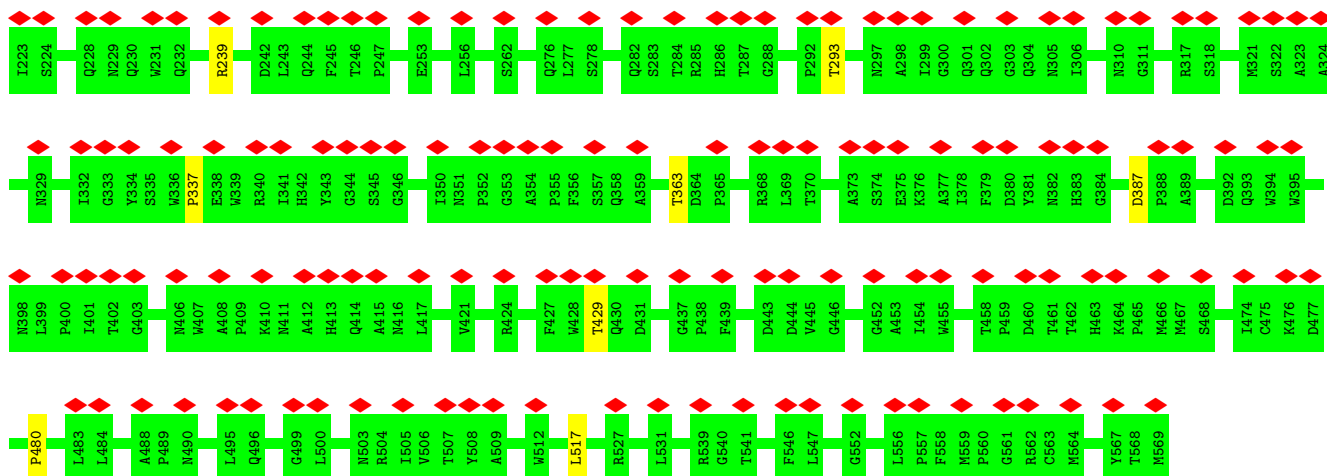 I223 S224 Q228 N229 Q230 W231 Q232 R239 D242 L243 Q244 F245 T246 P247 E253 L256 S262 Q276 L277 S278 Q282 S283 T284 R285 H286 T287 G288 P292 T293 N297 A298 I299 G300 Q301 Q302 G303 Q304 N305 I306 N310 G311 R317 S318 M321 S322 A323 A324
N329 I332 G333 Y334 S335 W336 P337 E338 W339 R340 I341 H342 Y343 G344 S345 G346 I350 N351 P352 G353 A354 P355 F356 S357 Q358 A359 T363 D364 P365 R368 L369 T370 A373 S374 E375 K376 A377 I378 F379 D380 Y381 N382 H383 G384 D387 P388 A389 D392 Q393 W394 W395
N398 L399 P400 I401 T402 G403 N406 W407 A408 P409 K410 N411 A412 H413 Q414 A415 N416 L417 V421 R424 F427 W428 T429 Q430 D431 G437 P438 F439 D443 D444 V445 G446 G452 A453 I454 W455 T458 P459 D460 T461 T462 H463 K464 P465 M466 M467 S468 I474 C475 K476 D477
P480 L483 L484 A488 P489 N490 L495 Q496 G499 L500 N503 R504 I505 V506 T507 Y508 A509 W512 L517 R527 L531 R539 G540 T541 F546 L547 G552 L556 P557 F558 M559 P560 G561 R562 C563 M564 Y567 T568 M569